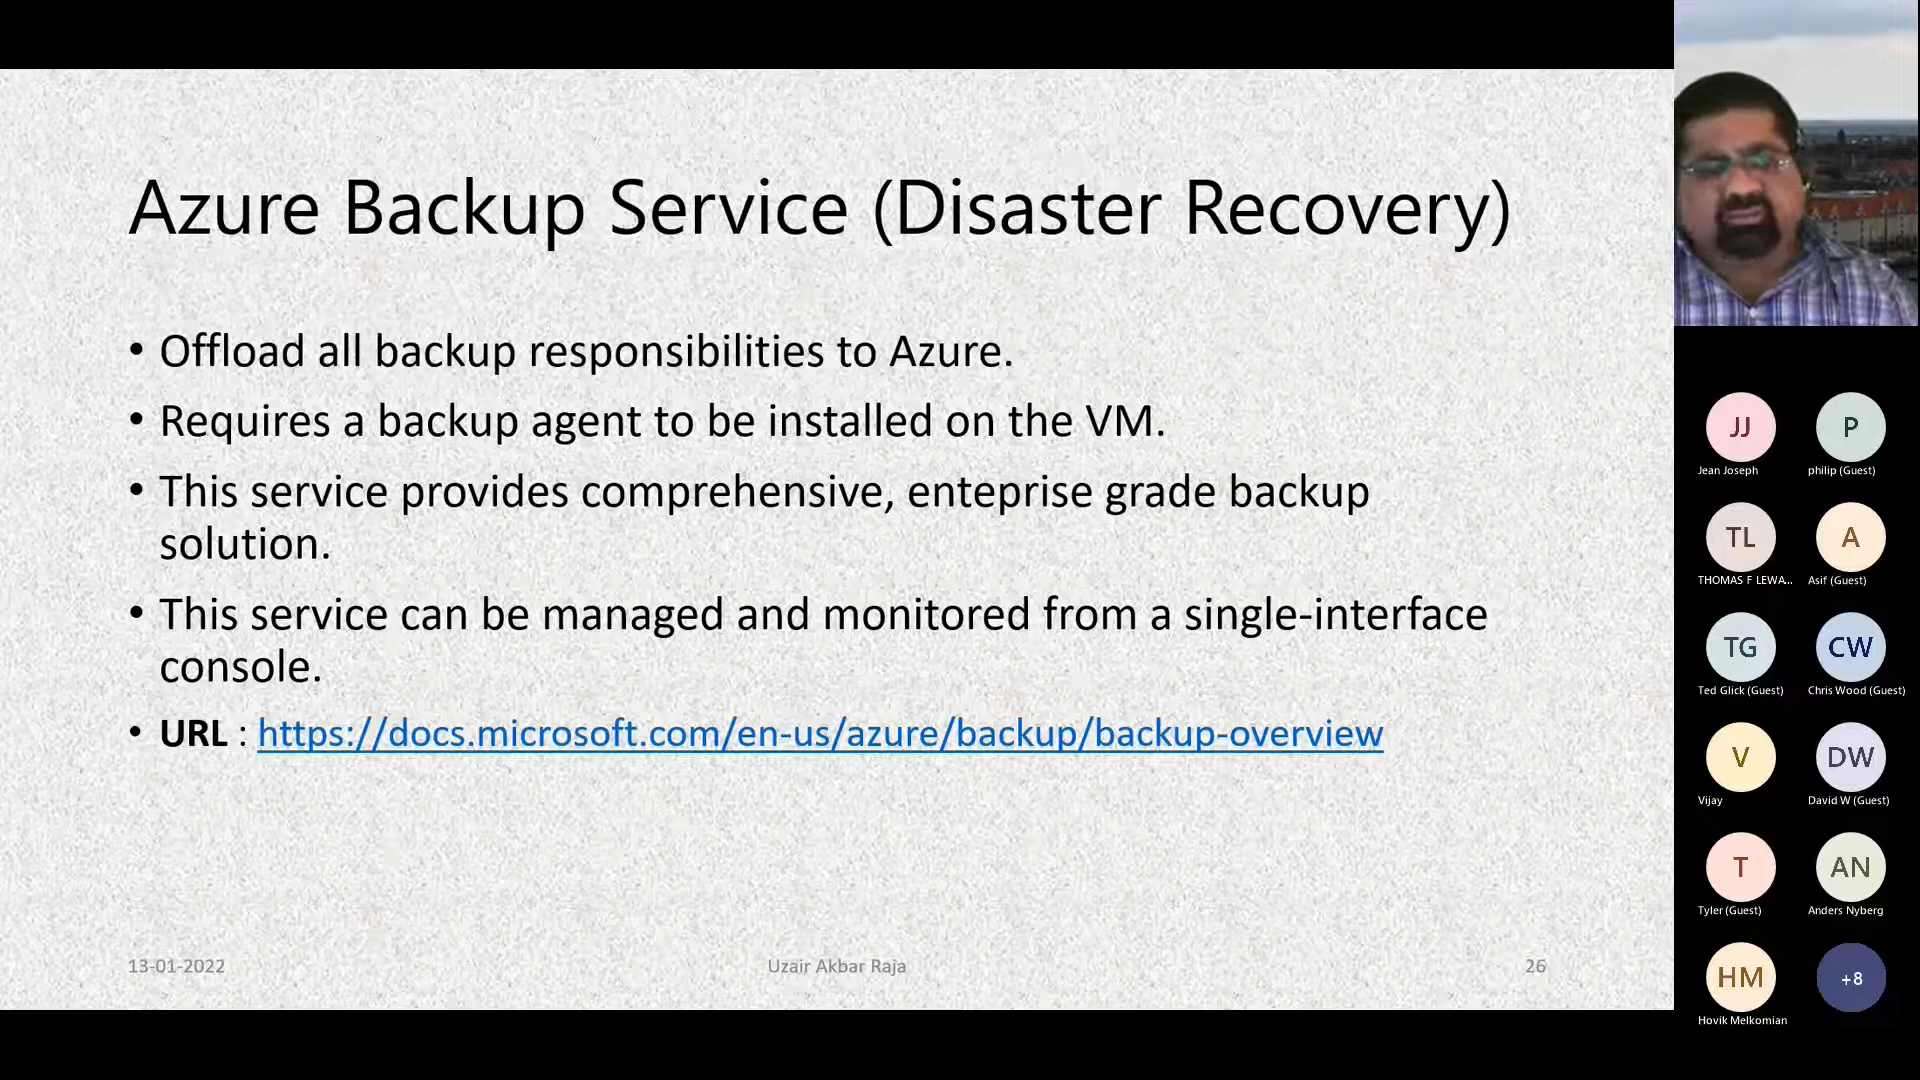 Azure Backup Service (Disaster Recovery)
• Offload all backup responsibilities to Azure.
• Requires a backup agent to be installed on the VM.
• This service provides comprehensive, enteprise grade backup
solution.
• This service can be managed and monitored from a single-interface
console.
• URL : https://docs.microsoft.com/en-us/azure/backup/backup-overview
13-01-2022
Uzair Akbar Raja
26
JJ
Jean Joseph
P
philip (Guest)
TL
THOMAS F LEWA...
A
Asif (Guest)
TG
Ted Glick (Guest)
CW
Chris Wood (Guest)
V
Vijay
DW
David W (Guest)
T
Tyler (Guest)
AN
Anders Nyberg
HM
Hovik Melkomian
+8